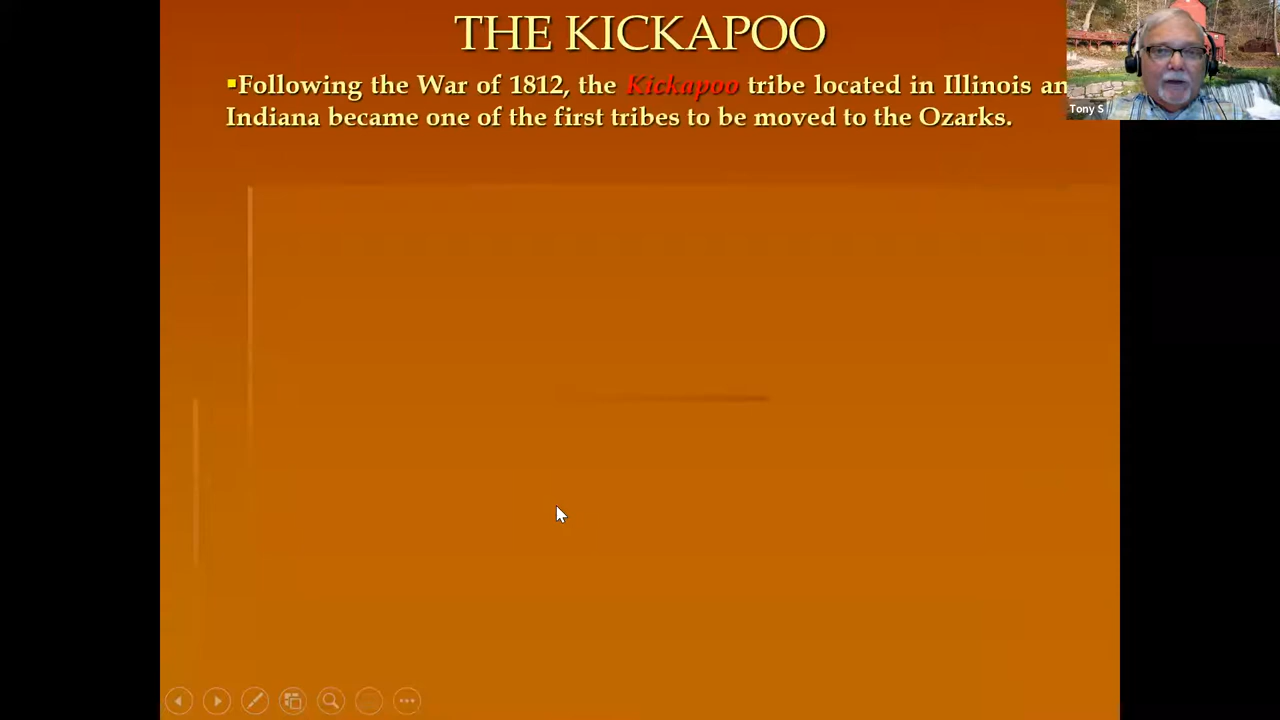 THE KICKAPOO
▪Following the War of 1812, the Kickapoo tribe located in Illinois an
Indiana became one of the first tribes to be moved to the Ozarks.
Tony S